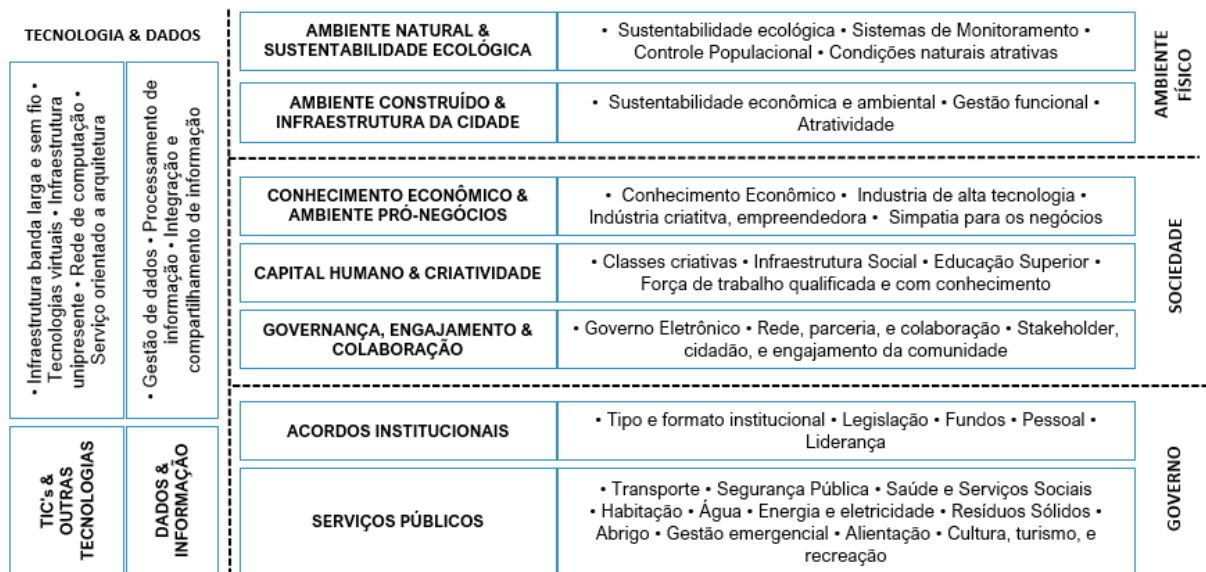 TECNOLOGIA & DADOS
• Infraestrutura banda larga e sem fio •
Tecnologias virtuais • Infraestrutura
unipresente • Rede de computação •
Serviço orientado a arquitetura
TIC's &
OUTRAS
TECNOLOGIAS
• Gestão de dados • Processamento de
informação • Integração e
compartilhamento de informação
DADOS &
INFORMAÇÃO
AMBIENTE NATURAL &
SUSTENTABILIDADE ECOLÓGICA
• Sustentabilidade ecológica • Sistemas de Monitoramento •
Controle Populacional • Condições naturais atrativas
AMBIENTE CONSTRUÍDO &
INFRAESTRUTURA DA CIDADE
• Sustentabilidade econômica e ambiental • Gestão funcional •
Atratividade
AMBIENTE
FÍSICO
CONHECIMENTO ECONÔMICO &
AMBIENTE PRÓ-NEGÓCIOS
• Conhecimento Econômico • Industria de alta tecnologia •
Indústria criatitva, empreendedora • Simpatia para os negócios
CAPITAL HUMANO & CRIATIVIDADE
• Classes criativas • Infraestrutura Social • Educação Superior •
Força de trabalho qualificada e com conhecimento
GOVERNANÇA, ENGAJAMENTO &
COLABORAÇÃO
• Governo Eletrônico • Rede, parceria, e colaboração • Stakeholder,
cidadão, e engajamento da comunidade
SOCIEDADE
ACORDOS INSTITUCIONAIS
• Tipo e formato institucional • Legislação • Fundos • Pessoal •
Liderança
SERVIÇOS PÚBLICOS
• Transporte • Segurança Pública • Saúde e Serviços Sociais
• Habitação • Água • Energia e eletricidade • Resíduos Sólidos •
Abrigo • Gestão emergencial • Alientação • Cultura, turismo, e
recreação
GOVERNO